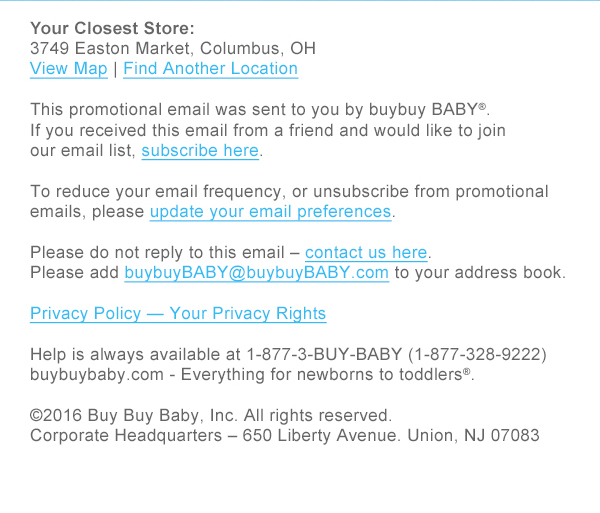 Your Closest Store:
3749 Easton Market, Columbus, OH
View Map | Find Another Location
This promotional email was sent to you by buybuy BABY®.
If you received this email from a friend and would like to join
our email list, subscribe here.
To reduce your email frequency, or unsubscribe from promotional
emails, please update your email preferences.
Please do not reply to this email – contact us here.
Please add buybuyBABY@buybuyBABY.com to your address book.
Privacy Policy — Your Privacy Rights
Help is always available at 1-877-3-BUY-BABY (1-877-328-9222)
buybuybaby.com - Everything for newborns to toddlers®.
©2016 Buy Buy Baby, Inc. All rights reserved.
Corporate Headquarters – 650 Liberty Avenue. Union, NJ 07083